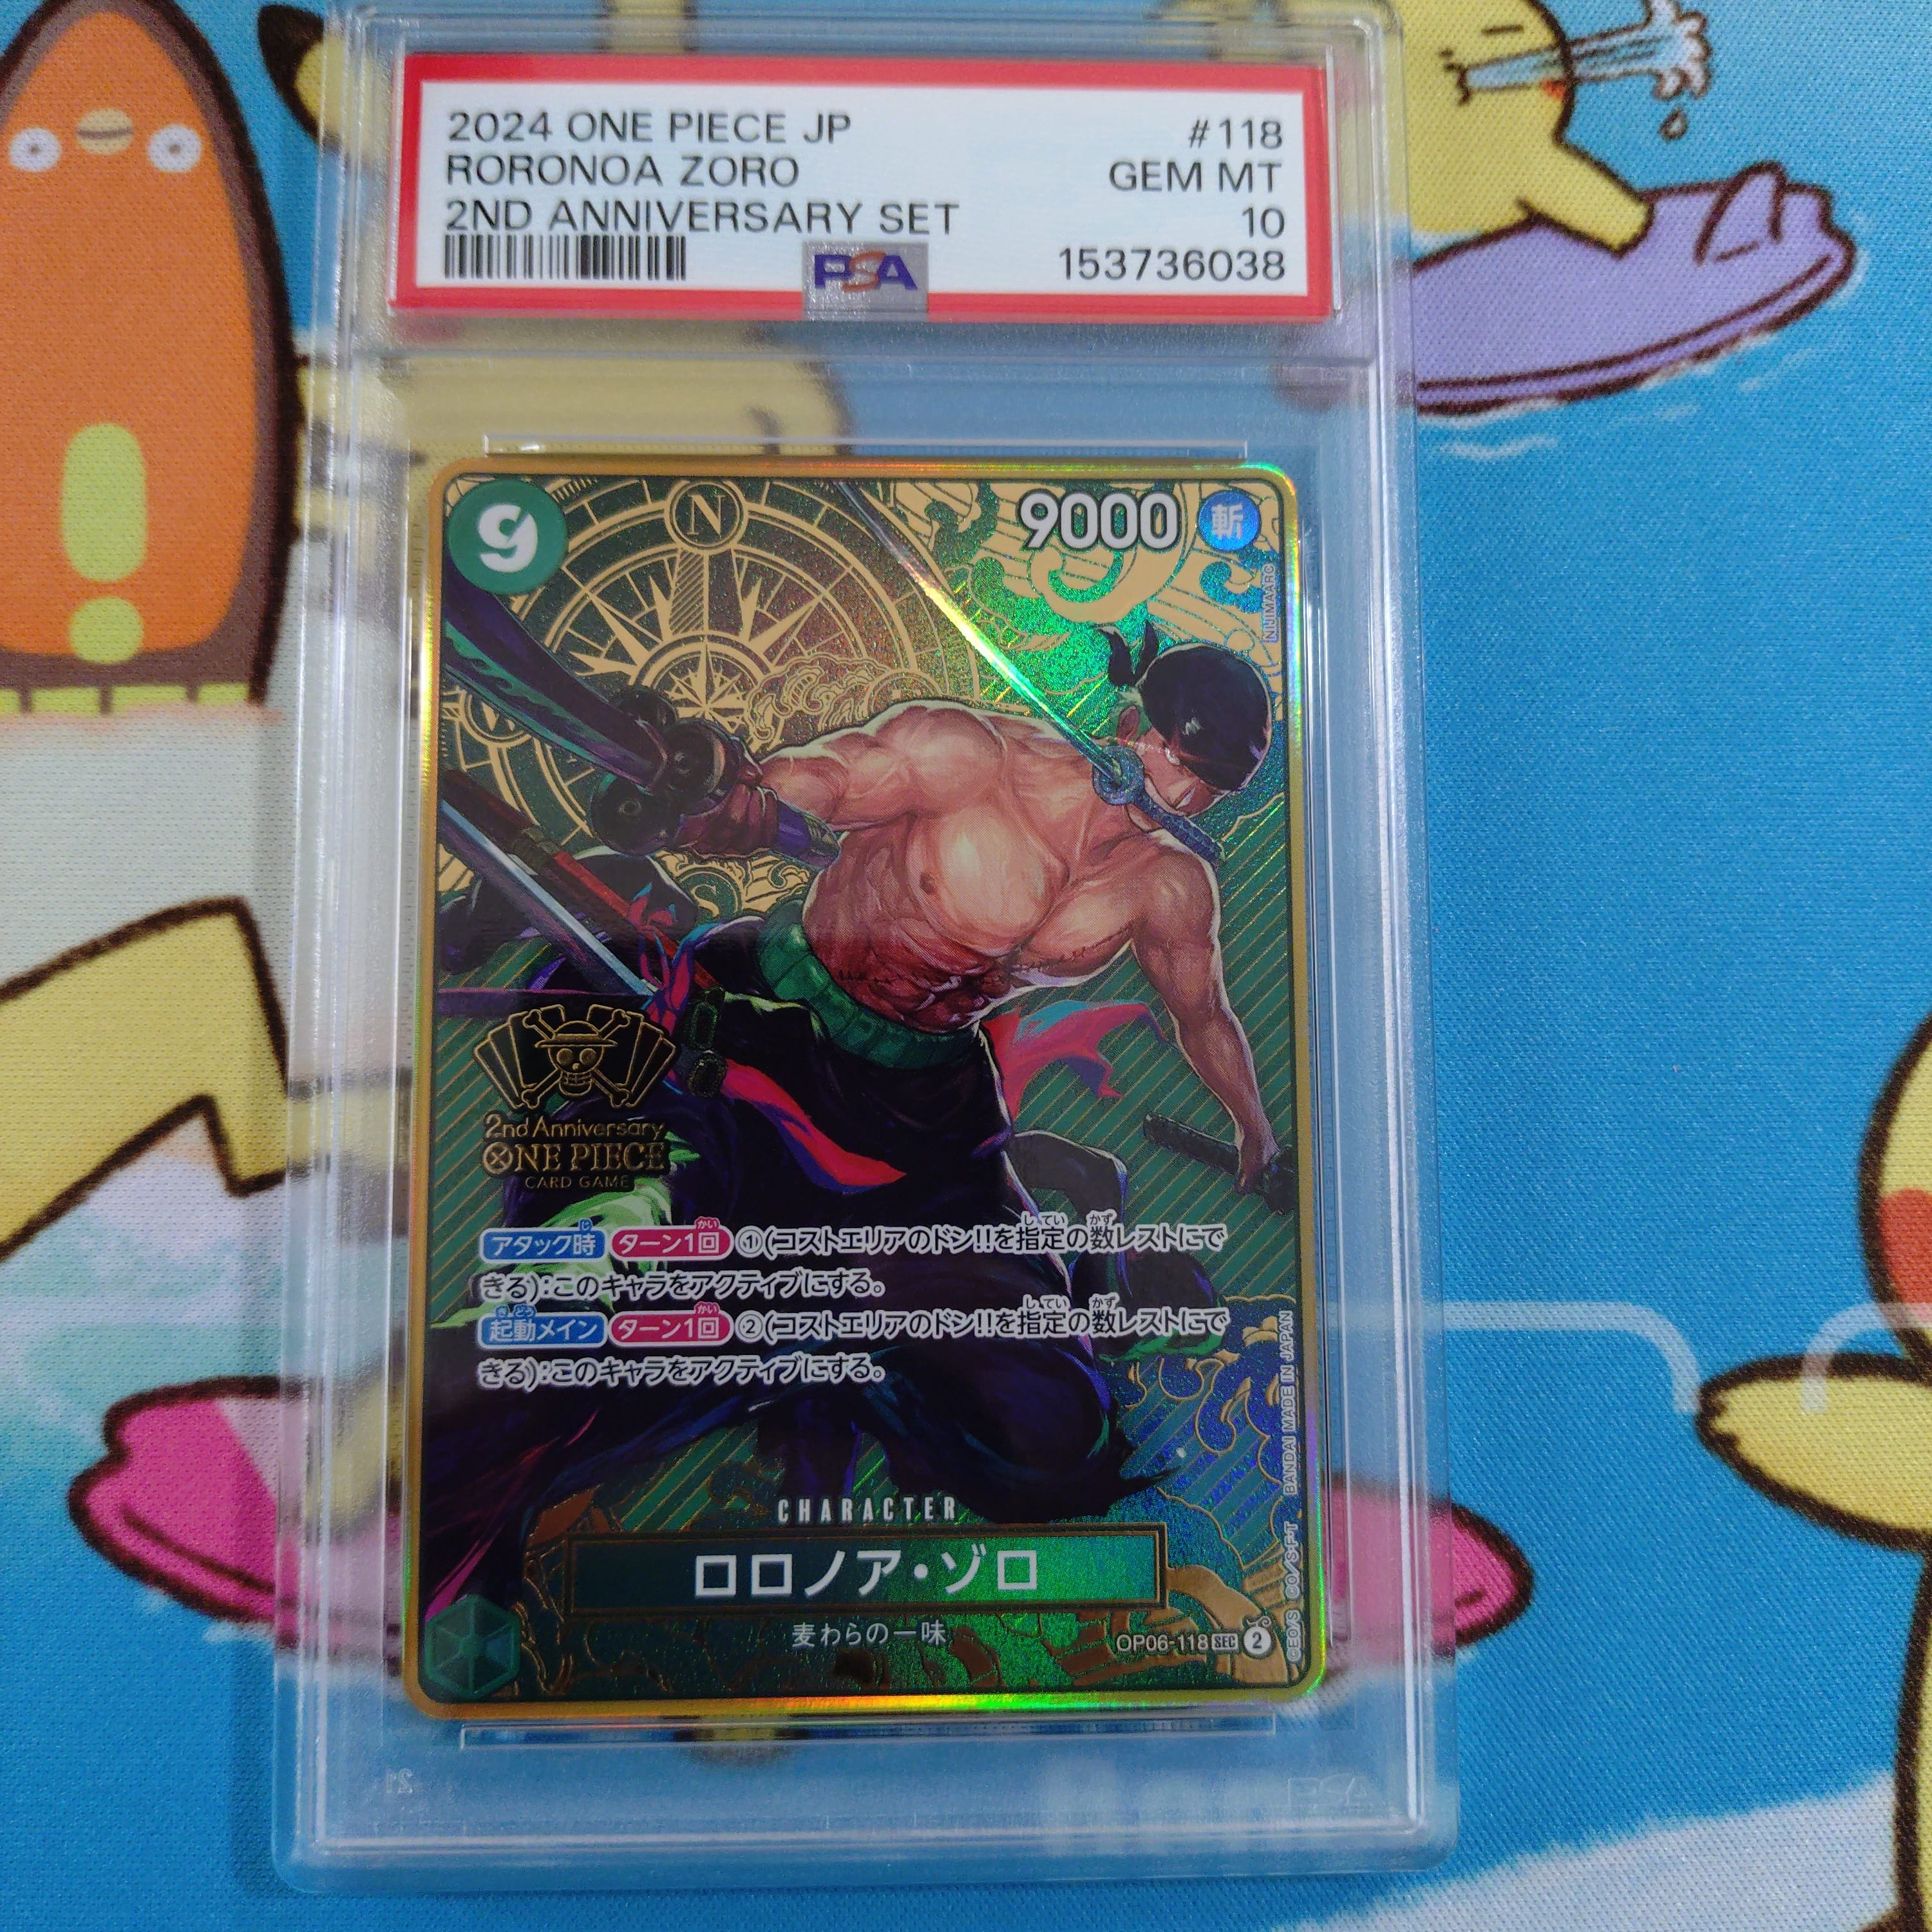 2024 ONE PIECE JP #118
RORONOA ZORO GEM MT
2ND ANNIVERSARY SET 10
PSA 153736038
9 9000 斬
N
NIJIMAARC
S
2nd Anniversary
ONE PIECE
CARD GAME
アタック時 ターン1回 ①(コストエリアのドン!!を指定の数レストにで
きる):このキャラをアクティブにする。
起動メイン ターン1回 ②(コストエリアのドン!!を指定の数レストにで
きる):このキャラをアクティブにする。
CHARACTER
ロロノア・ゾロ
麦わらの一味
OP06-118 SEC 2
©EO/S CO/S·F·T BANDAI MADE IN JAPAN